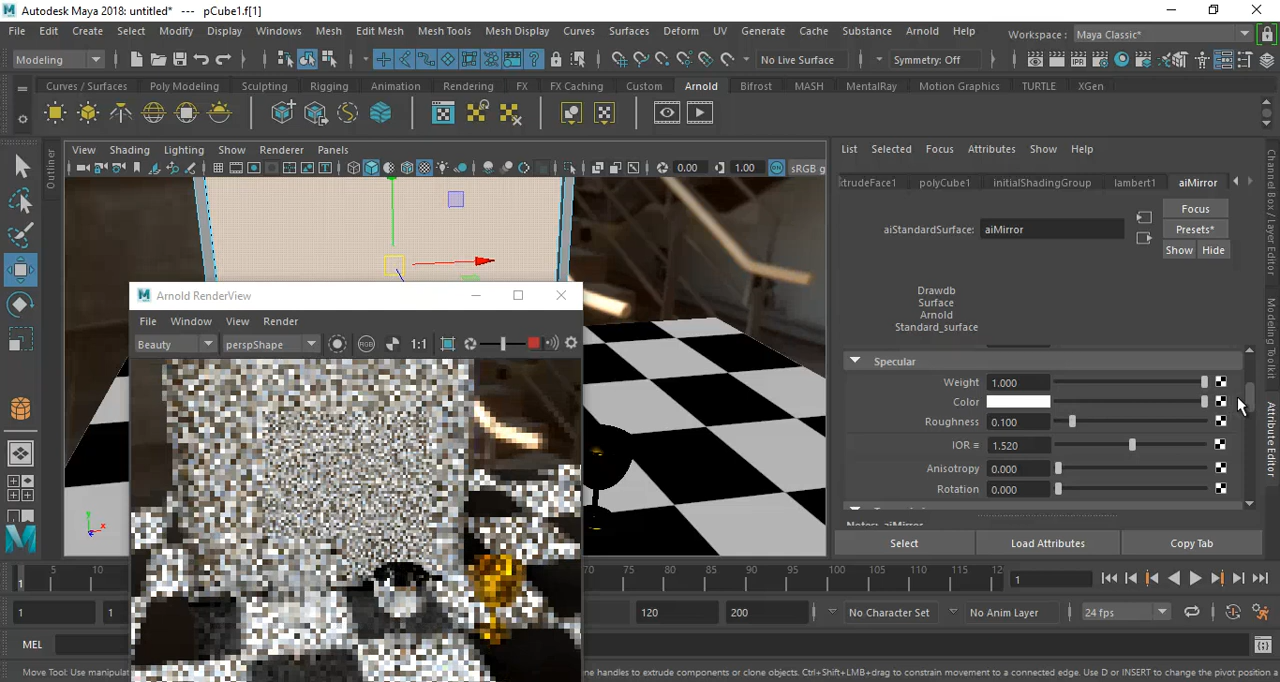 Autodesk Maya 2018: untitled* --- pCube1.f[1]
File Edit Create Select Modify Display Windows Mesh Edit Mesh Mesh Tools Mesh Display Curves Surfaces Deform UV Generate Cache Substance Arnold Help Workspace : Maya Classic*
Modeling No Live Surface Symmetry: Off
Curves / Surfaces Poly Modeling Sculpting Rigging Animation Rendering FX FX Caching Custom Arnold Bifrost MASH MentalRay Motion Graphics TURTLE XGen
Outliner
View Shading Lighting Show Renderer Panels
0.00 1.00 sRGB g
List Selected Focus Attributes Show Help
xtrudeFace1 polyCube1 initialShadingGroup lambert1 aiMirror
Focus
aiStandardSurface: aiMirror
Presets*
Show Hide
Drawdb
Surface
Arnold
Standard_surface
Specular
Weight 1.000
Color
Roughness 0.100
IOR = 1.520
Anisotropy 0.000
Rotation 0.000
Notes: aiMirror
Select Load Attributes Copy Tab
Channel Box / Layer Editor
Modeling Toolkit
Attribute Editor
Arnold RenderView
File Window View Render
Beauty perspShape 1:1
y
x
z
5 10 70 75 80 85 90 95 100 105 110 115 12
1 1
1 1 120 200 No Character Set No Anim Layer 24 fps
MEL
Move Tool: Use manipula
ne handles to extrude components or clone objects. Ctrl+Shift+LMB+drag to constrain movement to a connected edge. Use D or INSERT to change the pivot position a